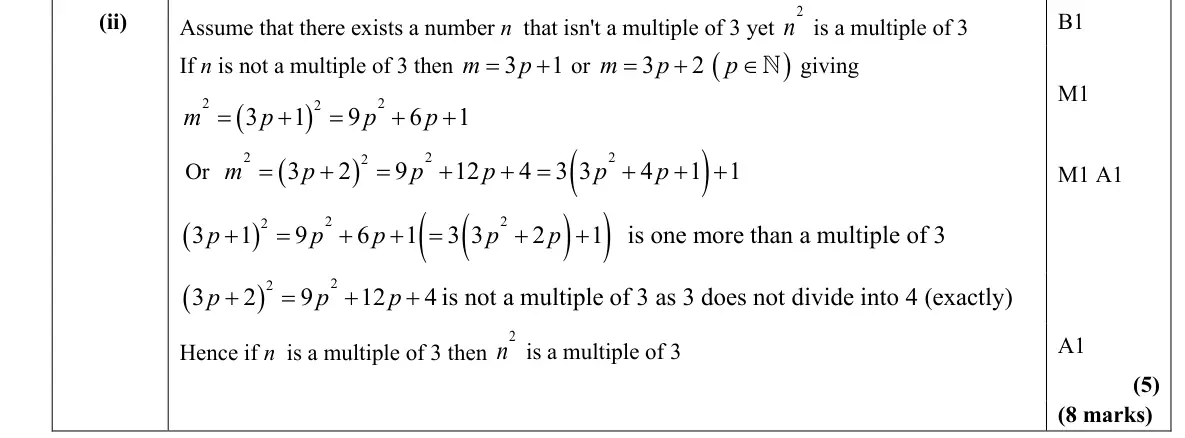 (ii) Assume that there exists a number n that isn't a multiple of 3 yet n² is a multiple of 3 B1
If n is not a multiple of 3 then m = 3p + 1 or m = 3p + 2 (p ∈ ℕ) giving
m² = (3p + 1)² = 9p² + 6p + 1 M1
Or m² = (3p + 2)² = 9p² + 12p + 4 = 3(3p² + 4p + 1) + 1 M1 A1
(3p + 1)² = 9p² + 6p + 1(= 3(3p² + 2p) + 1) is one more than a multiple of 3
(3p + 2)² = 9p² + 12p + 4 is not a multiple of 3 as 3 does not divide into 4 (exactly)
Hence if n is a multiple of 3 then n² is a multiple of 3 A1
(5)
(8 marks)